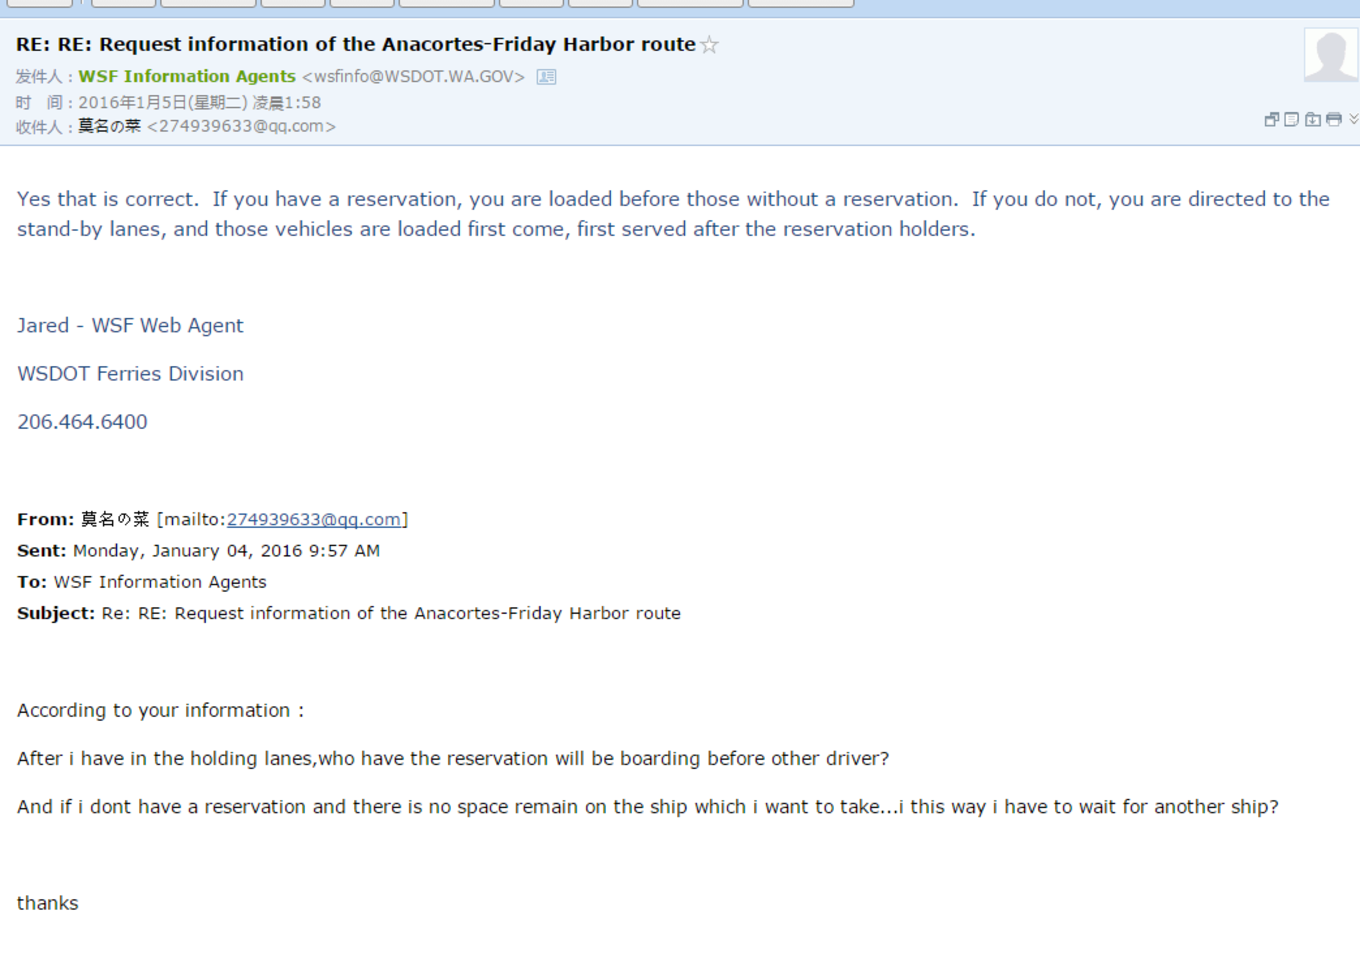 RE: RE: Request information of the Anacortes-Friday Harbor route
发件人：WSF Information Agents <wsfinfo@WSDOT.WA.GOV>
时 间：2016年1月5日(星期二) 凌晨1:58
收件人：莫名の菜 <274939633@qq.com>
Yes that is correct.  If you have a reservation, you are loaded before those without a reservation.  If you do not, you are directed to the
stand-by lanes, and those vehicles are loaded first come, first served after the reservation holders.
Jared - WSF Web Agent
WSDOT Ferries Division
206.464.6400
From: 莫名の菜 [mailto:274939633@qq.com]
Sent: Monday, January 04, 2016 9:57 AM
To: WSF Information Agents
Subject: Re: RE: Request information of the Anacortes-Friday Harbor route
According to your information :
After i have in the holding lanes,who have the reservation will be boarding before other driver?
And if i dont have a reservation and there is no space remain on the ship which i want to take...i this way i have to wait for another ship?
thanks